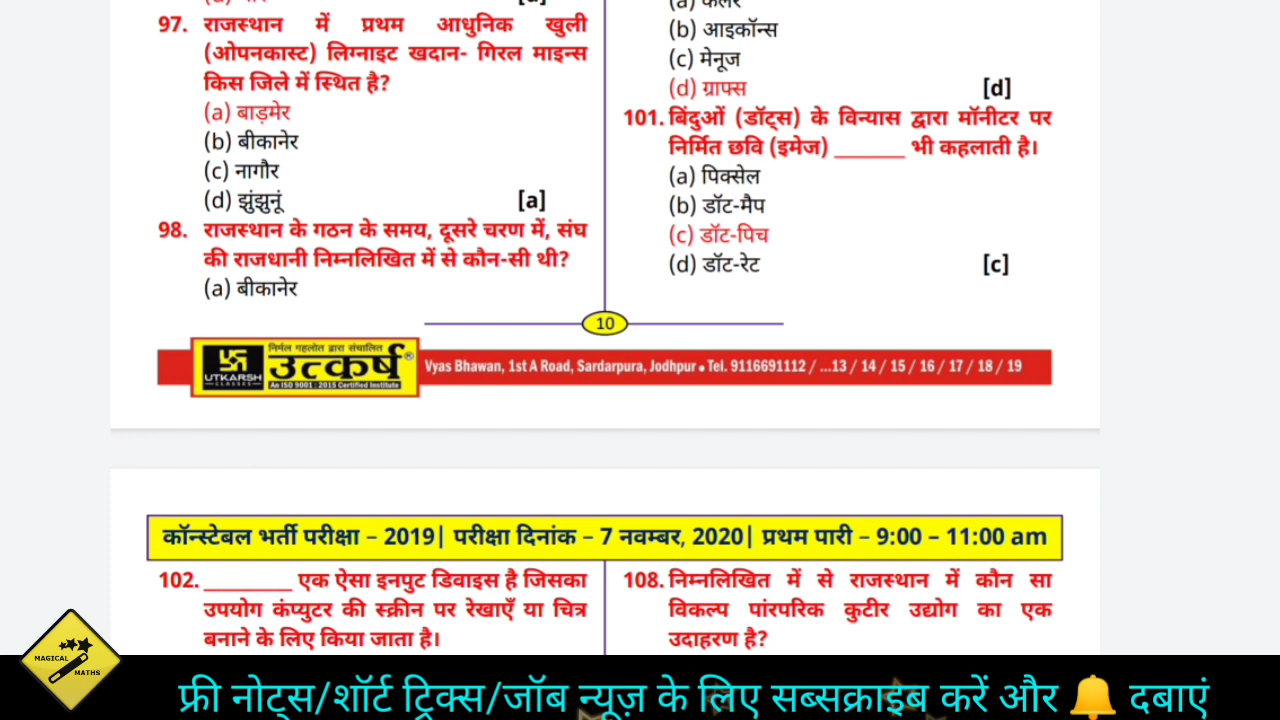 [a]
97. राजस्थान में प्रथम आधुनिक खुली
(ओपनकास्ट) लिग्नाइट खदान- गिरल माइन्स
किस जिले में स्थित है?
(a) बाड़मेर
(b) बीकानेर
(c) नागौर
(d) झुंझुनूं [a]
98. राजस्थान के गठन के समय, दूसरे चरण में, संघ
की राजधानी निम्नलिखित में से कौन-सी थी?
(a) बीकानेर
(a) कलर
(b) आइकॉन्स
(c) मेनूज
(d) ग्राफ्स [d]
101. बिंदुओं (डॉट्स) के विन्यास द्वारा मॉनीटर पर
निर्मित छवि (इमेज) _______ भी कहलाती है।
(a) पिक्सेल
(b) डॉट-मैप
(c) डॉट-पिच
(d) डॉट-रेट [c]
10
निर्मल गहलोत द्वारा संचालित
उत्कर्ष®
UTKARSH
CLASSES
An ISO 9001 : 2015 Certified Institute
Vyas Bhawan, 1st A Road, Sardarpura, Jodhpur • Tel. 9116691112 / ...13 / 14 / 15 / 16 / 17 / 18 / 19
कॉन्स्टेबल भर्ती परीक्षा – 2019| परीक्षा दिनांक – 7 नवम्बर, 2020| प्रथम पारी – 9:00 – 11:00 am
102. _________ एक ऐसा इनपुट डिवाइस है जिसका
उपयोग कंप्युटर की स्क्रीन पर रेखाएँ या चित्र
बनाने के लिए किया जाता है।
108. निम्नलिखित में से राजस्थान में कौन सा
विकल्प पांरपरिक कुटीर उद्योग का एक
उदाहरण है?
MAGICAL
MATHS
फ्री नोट्स/शॉर्ट ट्रिक्स/जॉब न्यूज़ के लिए सब्सक्राइब करें और 🔔 दबाएं